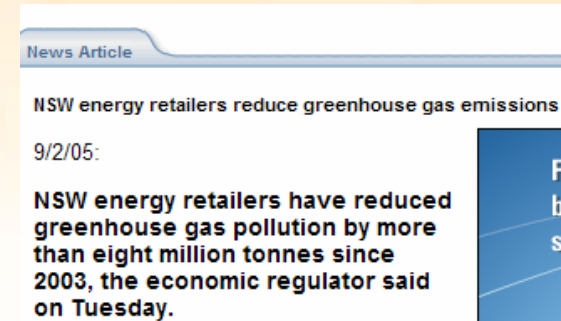 News Article
NSW energy retailers reduce greenhouse gas emissions
9/2/05:
NSW energy retailers have reduced
greenhouse gas pollution by more
than eight million tonnes since
2003, the economic regulator said
on Tuesday.